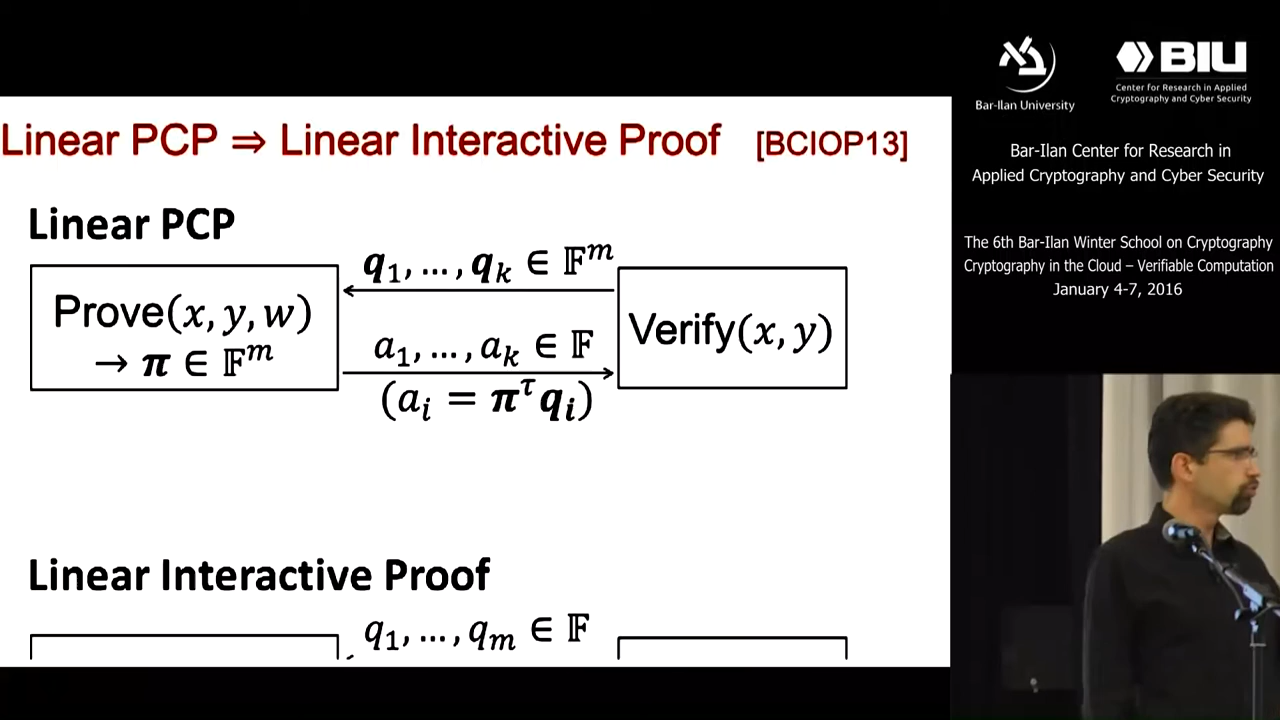 Linear PCP ⇒ Linear Interactive Proof [BCIOP13]
Linear PCP
Prove(x, y, w)
→ π ∈ 𝔽^m
q_1, …, q_k ∈ 𝔽^m
a_1, …, a_k ∈ 𝔽
(a_i = π^τ q_i)
Verify(x, y)
Linear Interactive Proof
q_1, …, q_m ∈ 𝔽
Bar-Ilan University
BIU
Center for Research in Applied
Cryptography and Cyber Security
Bar-Ilan Center for Research in
Applied Cryptography and Cyber Security
The 6th Bar-Ilan Winter School on Cryptography
Cryptography in the Cloud – Verifiable Computation
January 4-7, 2016